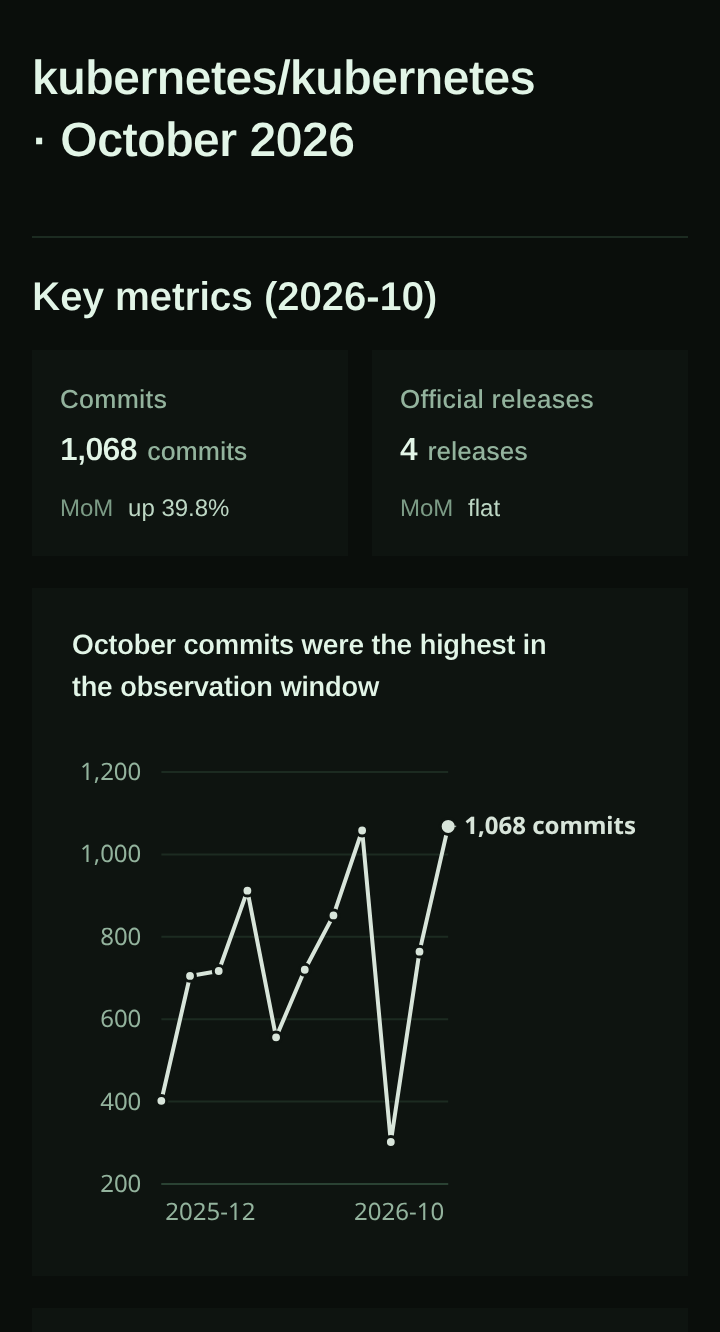 kubernetes/kubernetes
· October 2026
Key metrics (2026-10)
Commits
1,068 commits
MoM up 39.8%
Official releases
4 releases
MoM flat
October commits were the highest in
the observation window
1,200
1,000
800
600
400
200
1,068 commits
2025-12
2026-10